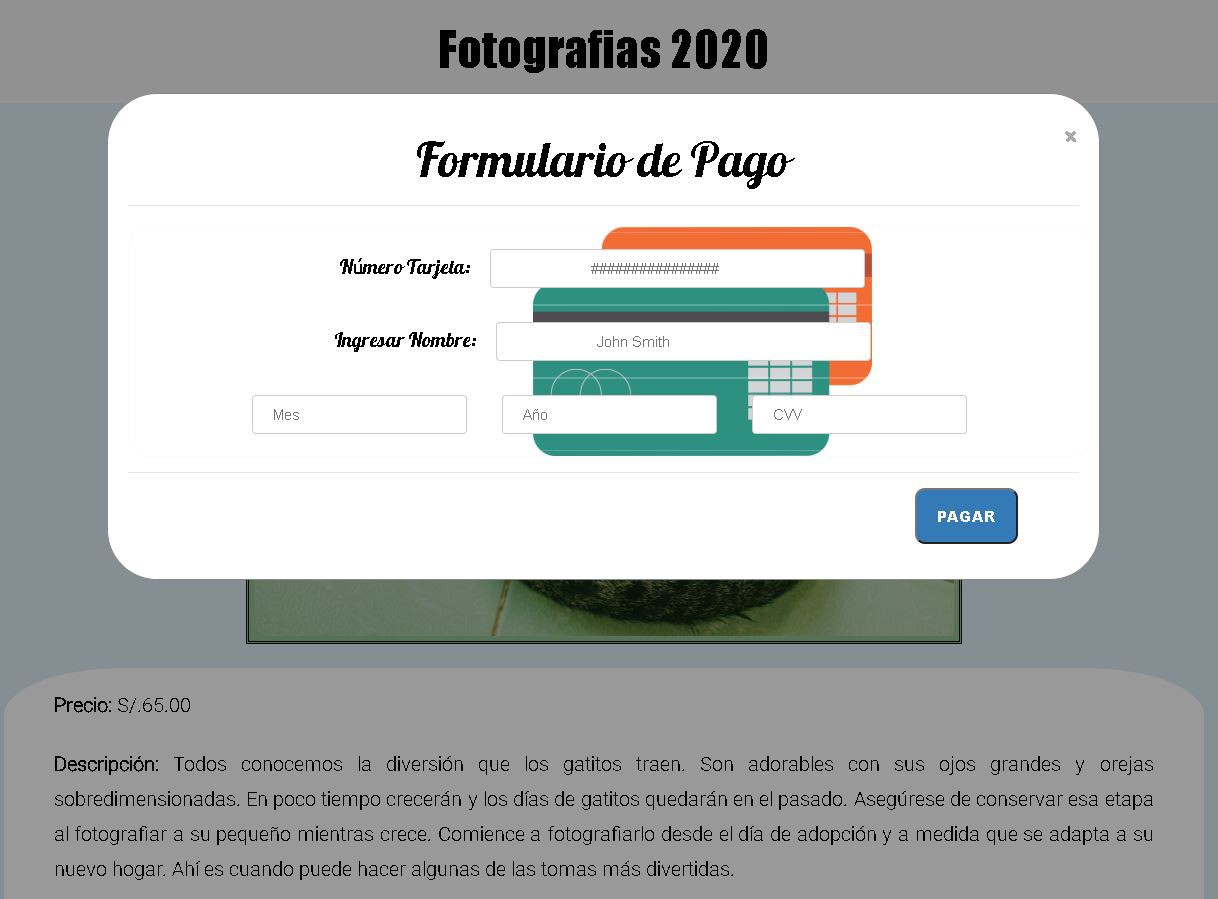 Fotografias 2020
×
Formulario de Pago
Número Tarjeta: ################
Ingresar Nombre: John Smith
Mes Año CVV
PAGAR
Precio: S/.65.00
Descripción: Todos conocemos la diversión que los gatitos traen. Son adorables con sus ojos grandes y orejas
sobredimensionadas. En poco tiempo crecerán y los días de gatitos quedarán en el pasado. Asegúrese de conservar esa etapa
al fotografiar a su pequeño mientras crece. Comience a fotografiarlo desde el día de adopción y a medida que se adapta a su
nuevo hogar. Ahí es cuando puede hacer algunas de las tomas más divertidas.